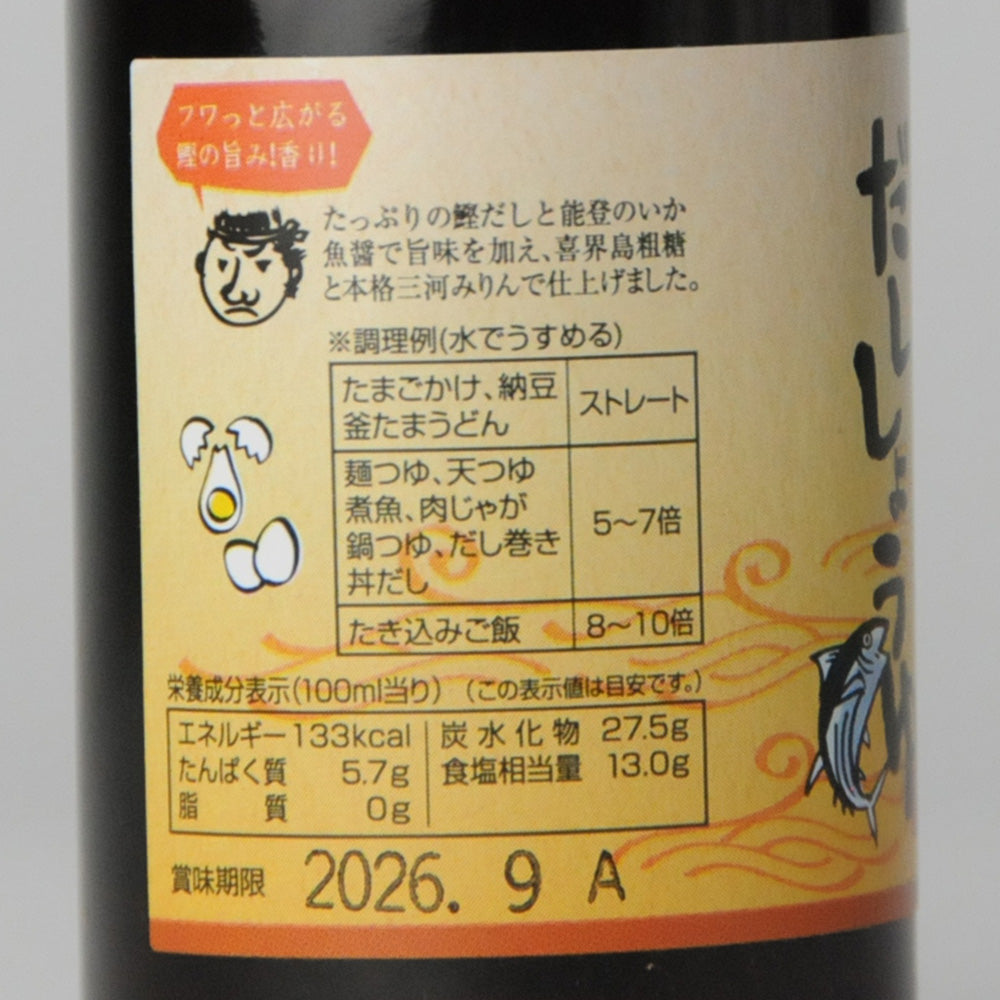 フワっと広がる
鰹の旨み!香り!
たっぷりの鰹だしと能登のいか
魚醤で旨味を加え、喜界島粗糖
と本格三河みりんで仕上げました。
※調理例(水でうすめる)
たまごかけ、納豆
釜たまうどん
ストレート
麺つゆ、天つゆ
煮魚、肉じゃが
鍋つゆ、だし巻き
丼だし
5〜7倍
たき込みご飯
8〜10倍
栄養成分表示(100ml当り) (この表示値は目安です。)
エネルギー133kcal
たんぱく質 5.7g
脂質 0g
炭水化物 27.5g
食塩相当量 13.0g
賞味期限 2026. 9 A
だししょうゆ